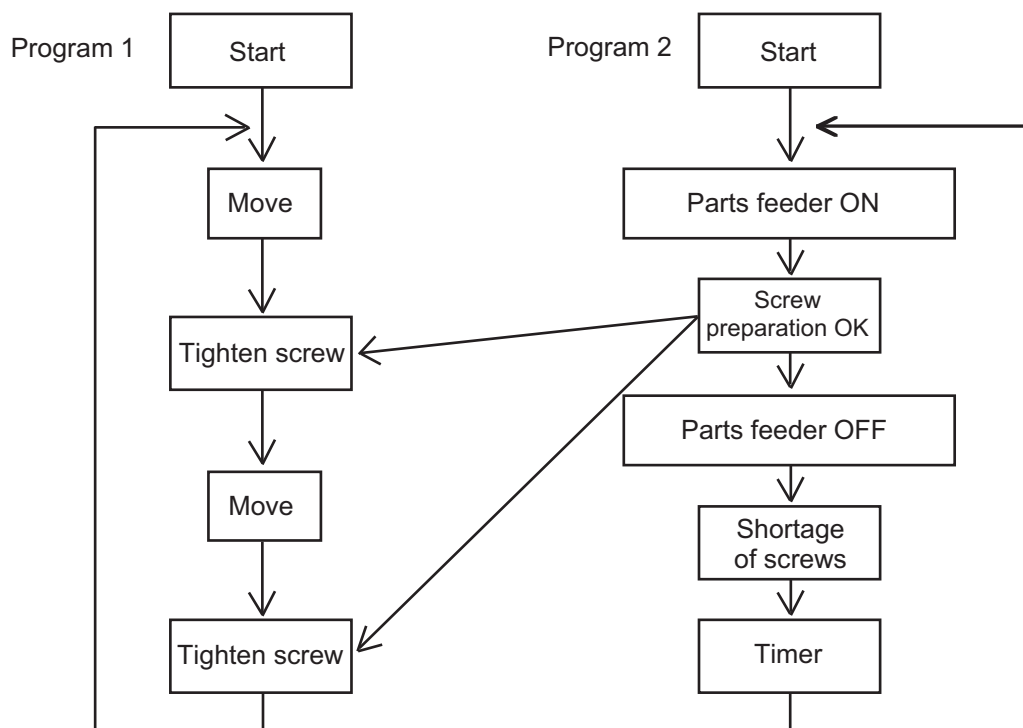 Program 1
Start
Move
Tighten screw
Move
Tighten screw
Program 2
Start
Parts feeder ON
Screw
preparation OK
Parts feeder OFF
Shortage
of screws
Timer